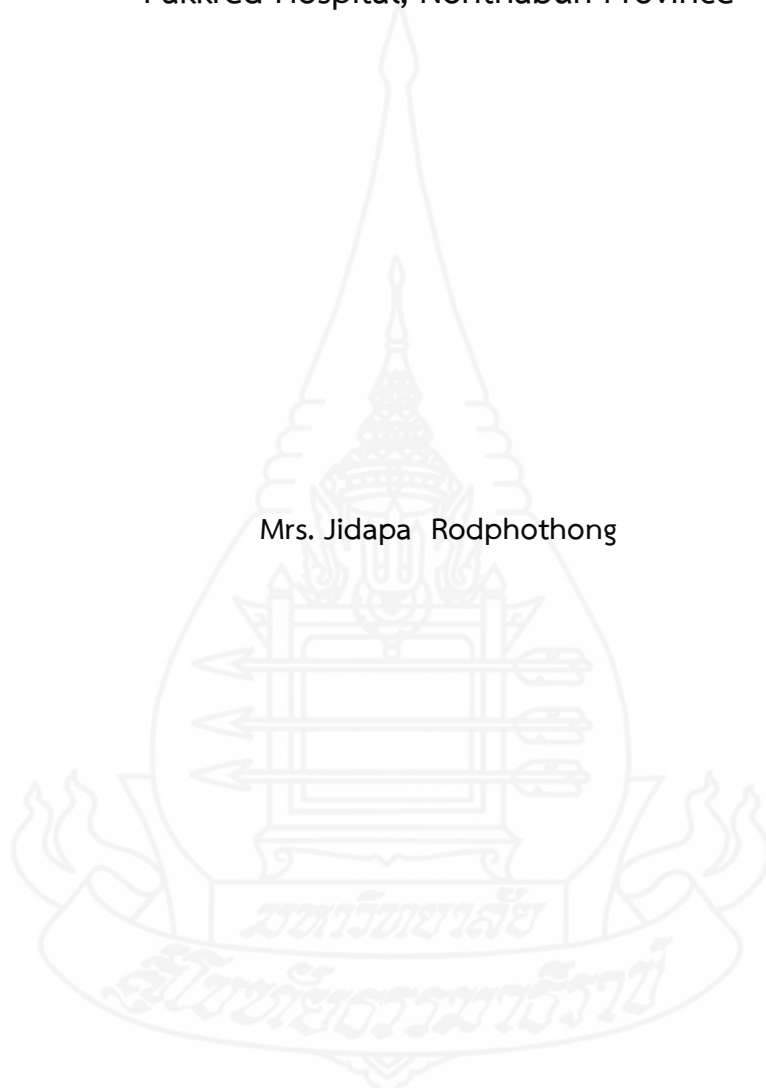 Pakkred Hospital, Nonthaburi Province
Mrs. Jidapa Rodphothong
มหาวิทยาลัย
สุโขทัยธรรมาธิราช